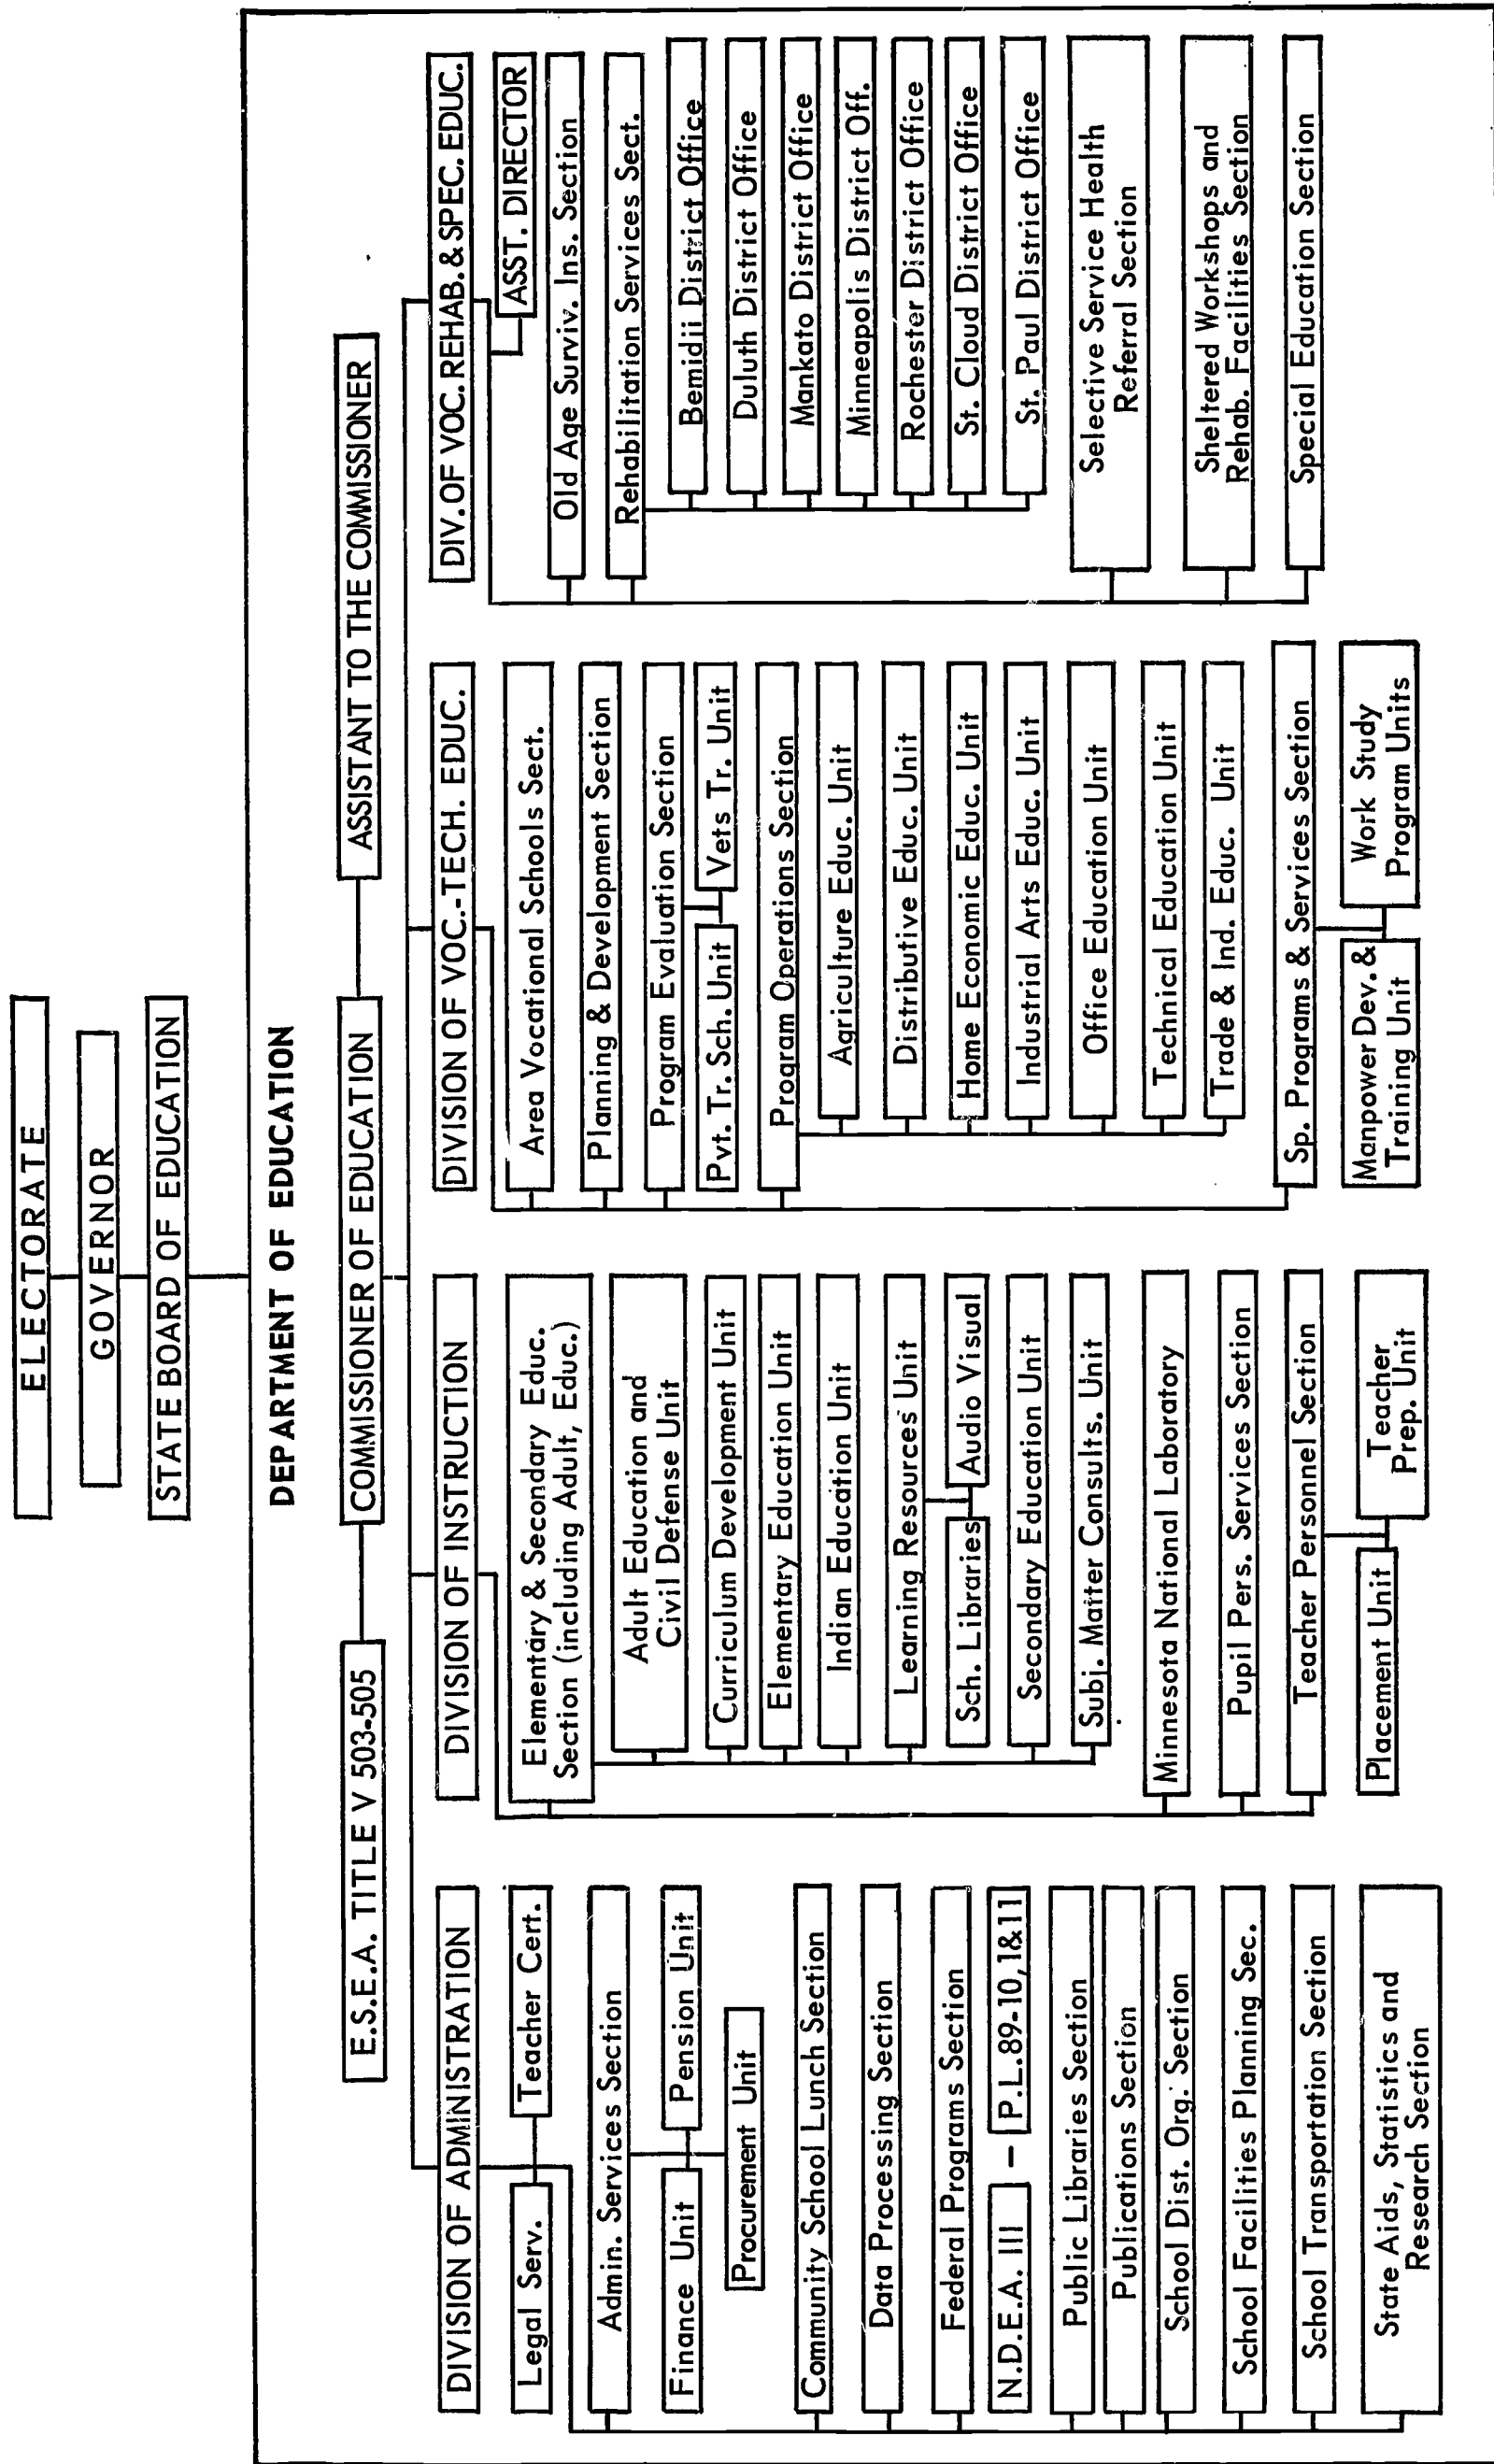 ELECTORATE
GOVERNOR
STATE BOARD OF EDUCATION
DEPARTMENT OF EDUCATION
E.S.E.A. TITLE V 503-505
COMMISSIONER OF EDUCATION
ASSISTANT TO THE COMMISSIONER
DIVISION OF ADMINISTRATION
Legal Serv.
Teacher Cert.
Admin. Services Section
Finance Unit
Pension Unit
Procurement Unit
Community School Lunch Section
Data Processing Section
Federal Programs Section
N.D.E.A. III
P.L.89-10,1&11
Public Libraries Section
Publications Section
School Dist. Org. Section
School Facilities Planning Sec.
School Transportation Section
State Aids, Statistics and
Research Section
DIVISION OF INSTRUCTION
Elementary & Secondary Educ.
Section (including Adult, Educ.)
Adult Education and
Civil Defense Unit
Curriculum Development Unit
Elementary Education Unit
Indian Education Unit
Learning Resources Unit
Sch. Libraries
Audio Visual
Secondary Education Unit
Subj. Matter Consults. Unit
Minnesota National Laboratory
Pupil Pers. Services Section
Teacher Personnel Section
Placement Unit
Teacher
Prep. Unit
DIVISION OF VOC.-TECH. EDUC.
Area Vocational Schools Sect.
Planning & Development Section
Program Evaluation Section
Pvt. Tr. Sch. Unit
Vets Tr. Unit
Program Operations Section
Agriculture Educ. Unit
Distributive Educ. Unit
Home Economic Educ. Unit
Industrial Arts Educ. Unit
Office Education Unit
Technical Education Unit
Trade & Ind. Educ. Unit
Sp. Programs & Services Section
Manpower Dev. &
Training Unit
Work Study
Program Units
DIV. OF VOC. REHAB. & SPEC. EDUC.
ASST. DIRECTOR
Old Age Surviv. Ins. Section
Rehabilitation Services Sect.
Bemidii District Office
Duluth District Office
Mankato District Office
Minneapolis District Off.
Rochester District Office
St. Cloud District Office
St. Paul District Office
Selective Service Health
Referral Section
Sheltered Workshops and
Rehab. Facilities Section
Special Education Section